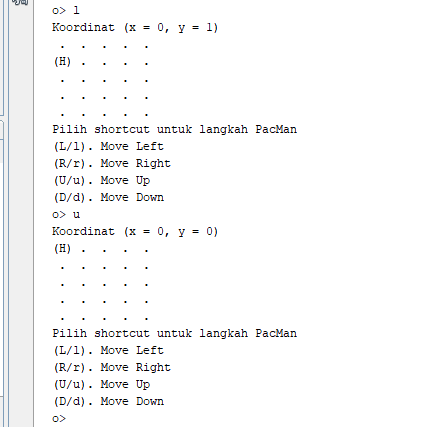 o> l
Koordinat (x = 0, y = 1)
. . . . .
(H) . . . .
. . . . .
. . . . .
. . . . .
Pilih shortcut untuk langkah PacMan
(L/l). Move Left
(R/r). Move Right
(U/u). Move Up
(D/d). Move Down
o> u
Koordinat (x = 0, y = 0)
(H) . . . .
. . . . .
. . . . .
. . . . .
. . . . .
Pilih shortcut untuk langkah PacMan
(L/l). Move Left
(R/r). Move Right
(U/u). Move Up
(D/d). Move Down
o>